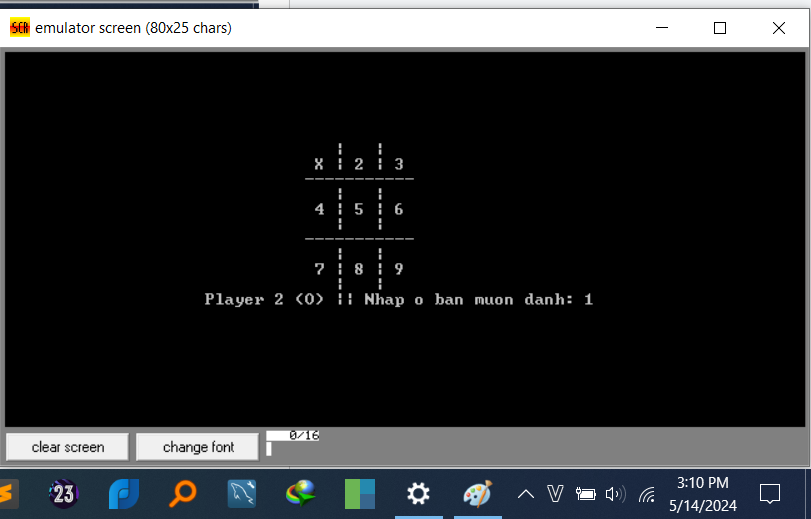 SCR emulator screen (80x25 chars)
X ¦ 2 ¦ 3
-----------
4 ¦ 5 ¦ 6
-----------
7 ¦ 8 ¦ 9
Player 2 (O) ¦¦ Nhap o ban muon danh: 1
clear screen change font 0/16
23 V 3:10 PM
5/14/2024